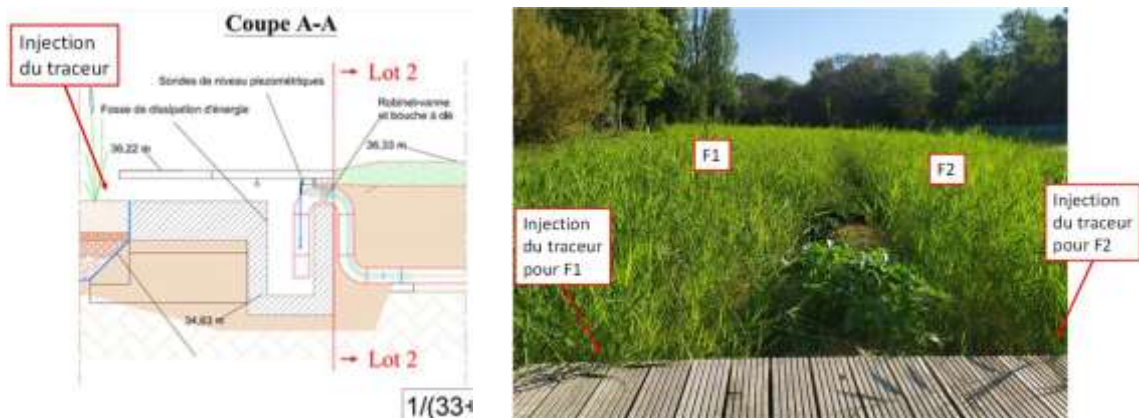 Coupe A-A
Injection
du traceur
Lot 2
Sondes de niveau piezométriques
Fosse de dissipation d'énergie
Robinet-vanne
et bouche à clé
36,22 m
36,33 m
34,63 m
Lot 2
1/(33+
F1
F2
Injection
du traceur
pour F1
Injection
du traceur
pour F2